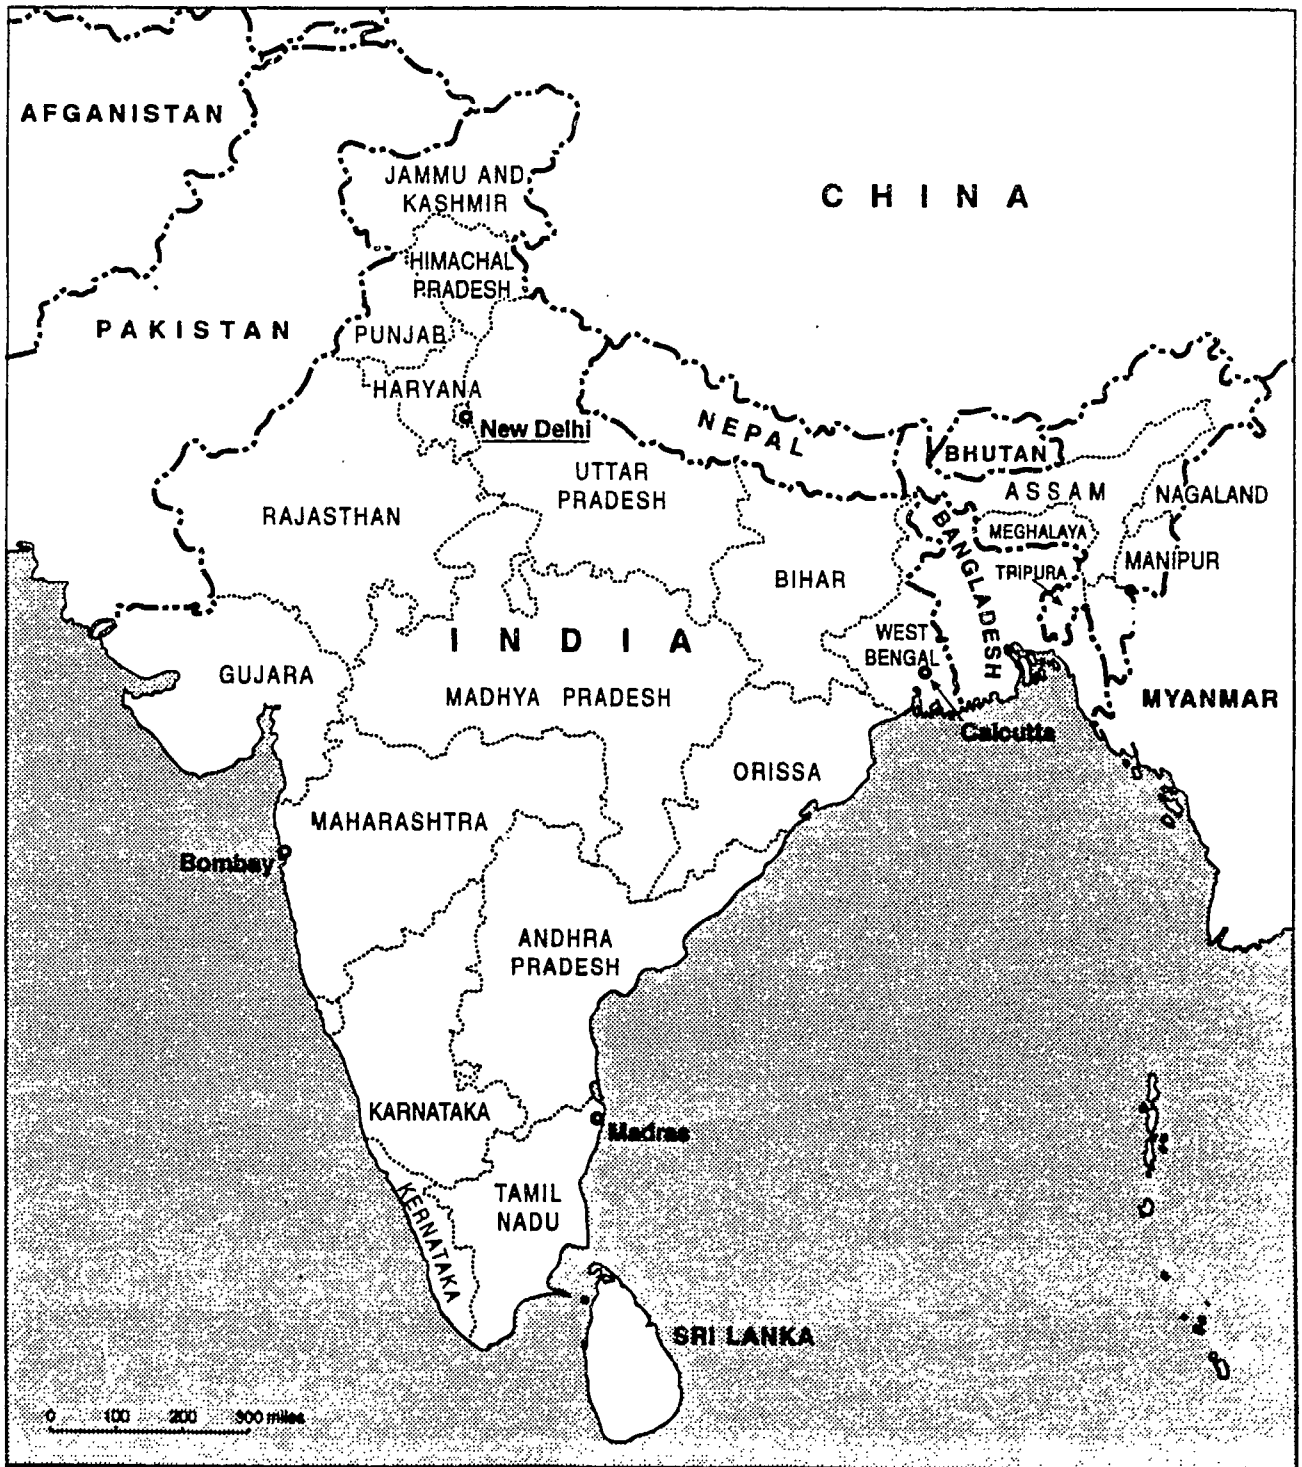 AFGANISTAN
CHINA
JAMMU AND
KASHMIR
HIMACHAL
PRADESH
PAKISTAN
PUNJAB
HARYANA
New Delhi
NEPAL
BHUTAN
UTTAR
PRADESH
ASSAM
NAGALAND
RAJASTHAN
BANGLADESH
MEGHALAYA
MANIPUR
TRIPURA
BIHAR
INDIA
WEST
BENGAL
GUJARA
MADHYA PRADESH
MYANMAR
Calcutta
ORISSA
MAHARASHTRA
Bombay
ANDHRA
PRADESH
KARNATAKA
Madras
TAMIL
NADU
KERNATAKA
SRI LANKA
0 100 200 300 miles